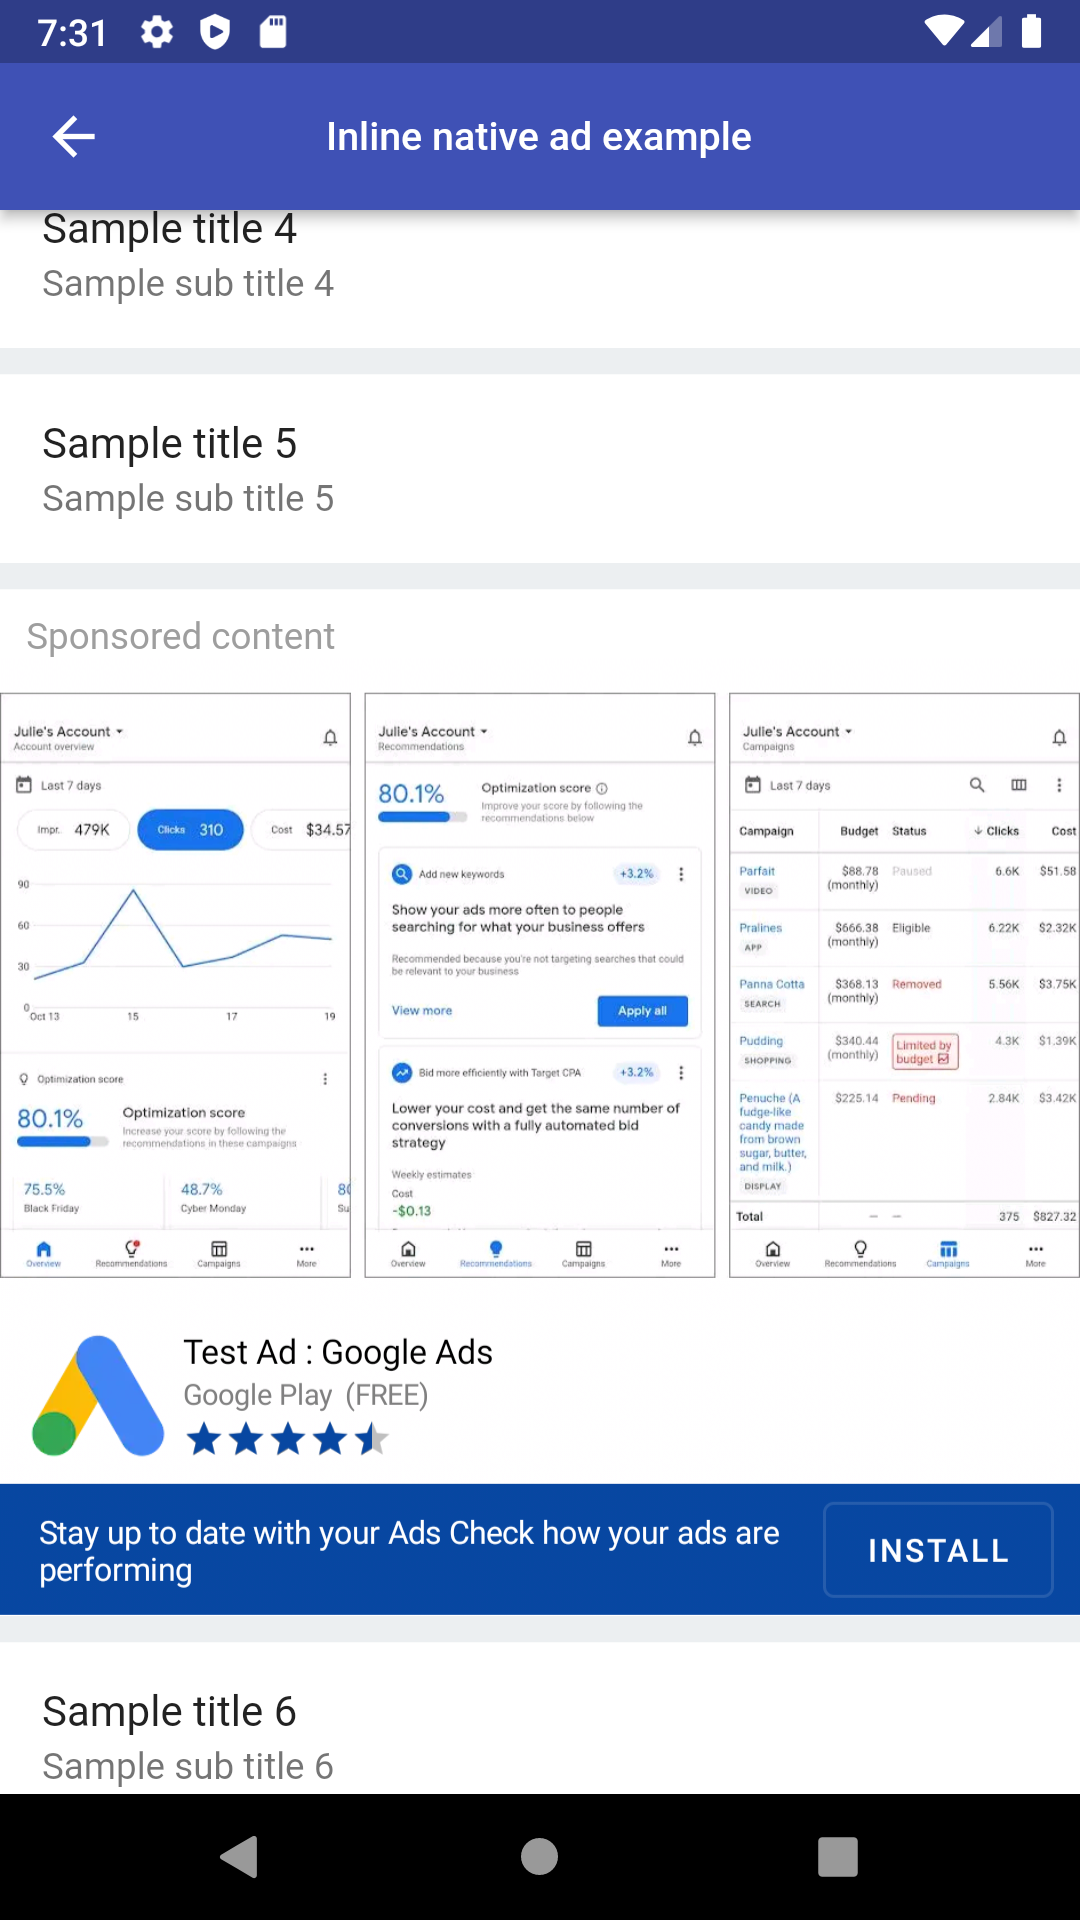 7:31
Inline native ad example
Sample title 4
Sample sub title 4
Sample title 5
Sample sub title 5
Sponsored content
Julie's Account
Account overview
Last 7 days
Impr. 479K Clicks 310 Cost $34.57
90
60
30
0
Oct 13 15 17 19
Optimization score
80.1%
Optimization score
Increase your score by following the
recommendations in these campaigns
75.5% 48.7%
Black Friday Cyber Monday Su
Overview Recommendations Campaigns More
Julie's Account
Recommendations
80.1%
Optimization score
Improve your score by following the
recommendations below
Add new keywords +3.2%
Show your ads more often to people
searching for what your business offers
Recommended because you're not targeting searches that could
be relevant to your business
View more Apply all
Bid more efficiently with Target CPA +3.2%
Lower your cost and get the same number of
conversions with a fully automated bid
strategy
Weekly estimates
Cost
-$0.13
Overview Recommendations Campaigns More
Julie's Account
Campaigns
Last 7 days
Campaign Budget Status Clicks Cost
Parfait $88.78 Paused 6.6K $51.58
VIDEO (monthly)
Pralines $666.38 Eligible 6.22K $2.32K
APP (monthly)
Panna Cotta $368.13 Removed 5.56K $3.75K
SEARCH (monthly)
Pudding $340.44 Limited by 4.3K $1.39K
SHOPPING (monthly) budget
Penuche (A $225.14 Pending 2.84K $3.42K
fudge-like
candy made
from brown
sugar, butter,
and milk.)
DISPLAY
Total – – 375 $827.32
Overview Recommendations Campaigns More
Test Ad : Google Ads
Google Play (FREE)
Stay up to date with your Ads Check how your ads are
performing
INSTALL
Sample title 6
Sample sub title 6